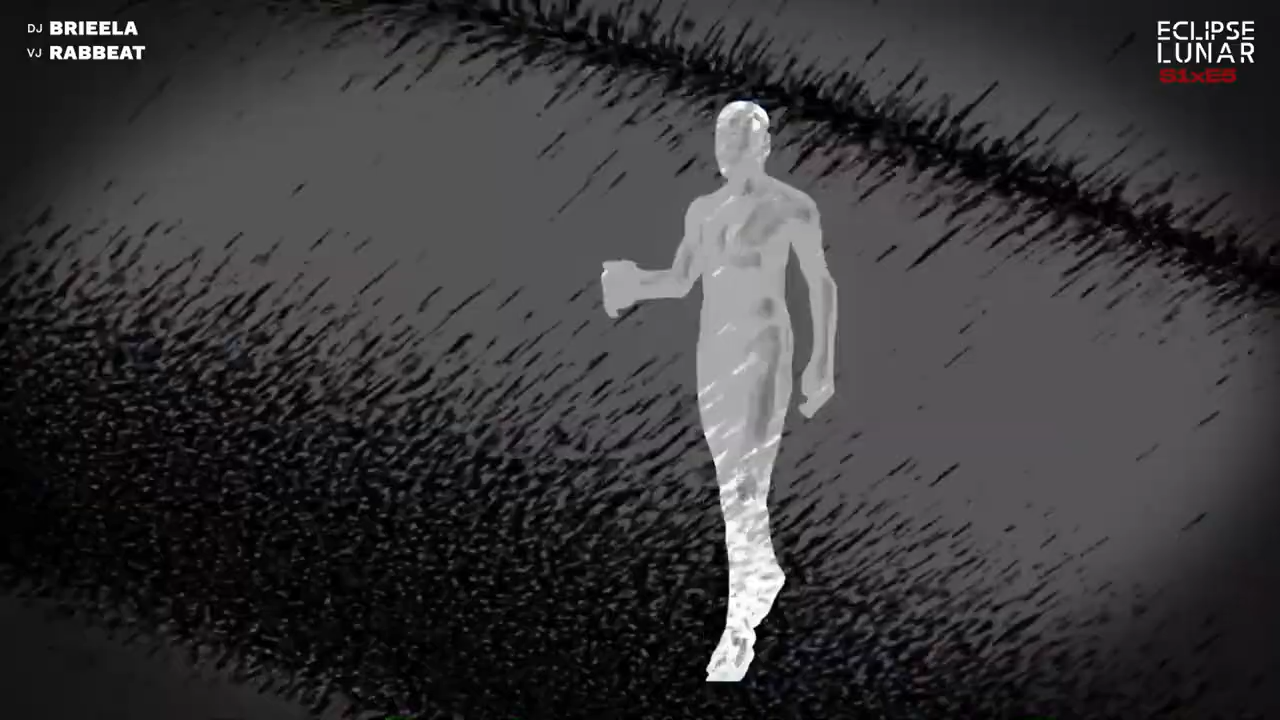 DJ BRIEELA
VJ RABBEAT
ECLIPSE
LUNAR
S1xE5